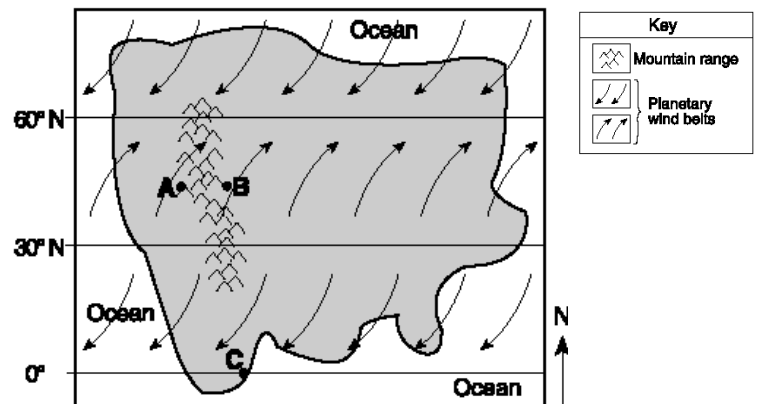 Ocean
Key
Mountain range
Planetary
wind belts
60° N
A
B
30° N
Ocean
N
C
0°
Ocean